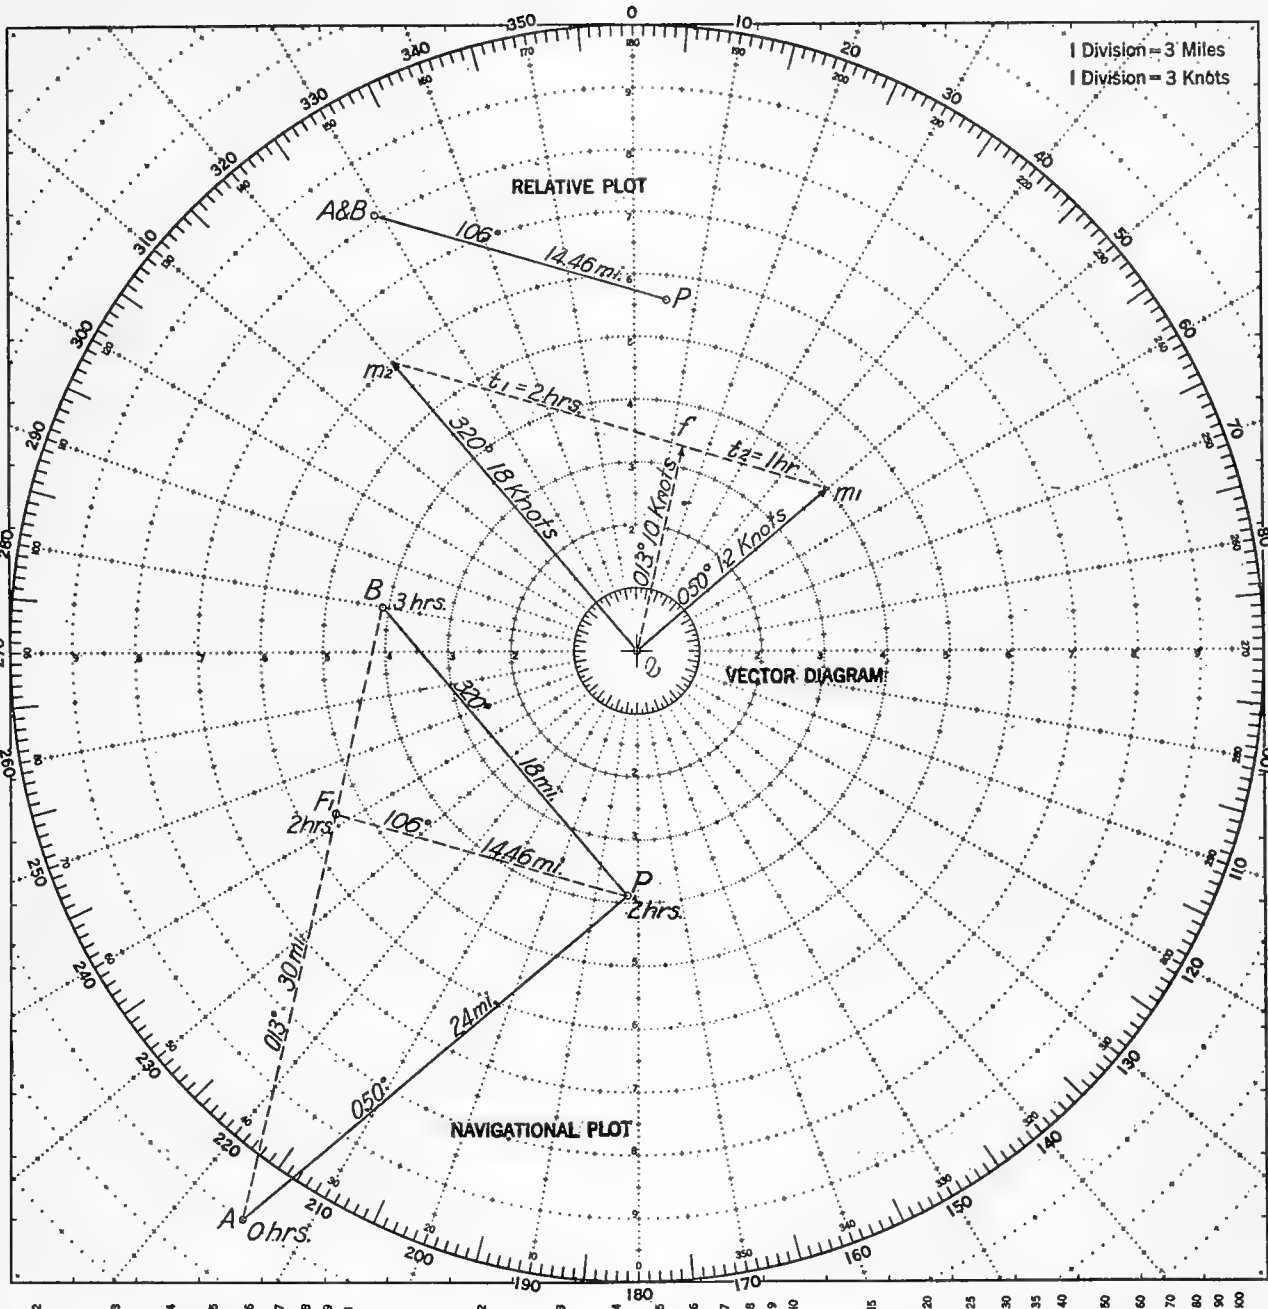 1 Division = 3 Miles
1 Division = 3 Knots
RELATIVE PLOT
A&B
106°
14.46 mi.
P
m2
t1 = 2 hrs.
f
t2 = 1 hr.
m1
320° 18 Knots
013° 10 Knots
050° 12 Knots
VECTOR DIAGRAM
B 3 hrs.
320°
18 mi.
F1
2 hrs.
106°
14.46 mi.
P
2 hrs.
013° 30 mi.
24 mi.
050°
NAVIGATIONAL PLOT
A 0 hrs.
0
10
20
30
40
50
60
70
80
110
120
130
140
150
160
170
180
190
200
210
220
230
240
250
260
280
290
300
310
320
330
340
350